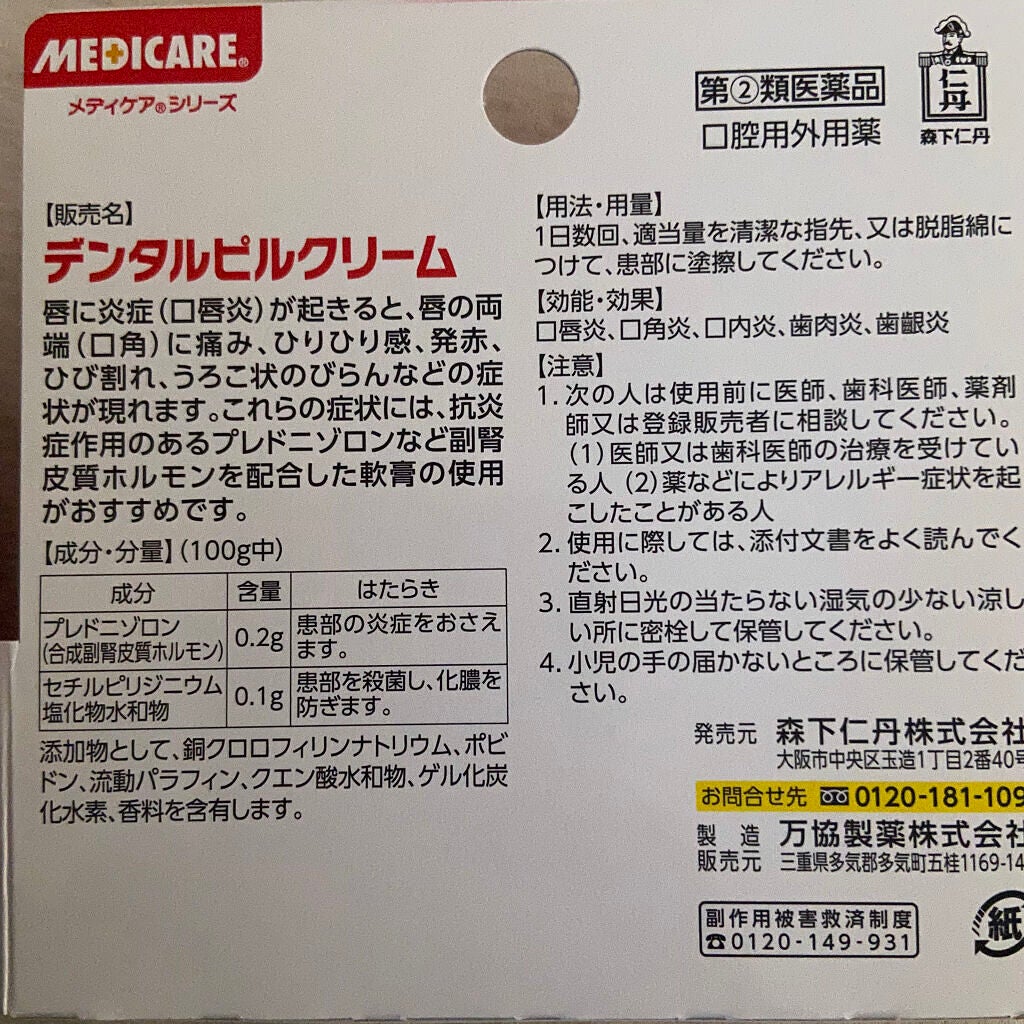 MEDICARE®
メディケア®シリーズ
第②類医薬品
口腔用外用薬
仁丹
森下仁丹
【販売名】
デンタルピルクリーム
唇に炎症(口唇炎)が起きると、唇の両
端(口角)に痛み、ひりひり感、発赤、
ひび割れ、うろこ状のびらんなどの症
状が現れます。これらの症状には、抗炎
症作用のあるプレドニゾロンなど副腎
皮質ホルモンを配合した軟膏の使用
がおすすめです。
【成分・分量】(100g中)
成分 含量 はたらき
プレドニゾロン
(合成副腎皮質ホルモン)
0.2g
患部の炎症をおさえ
ます。
セチルピリジニウム
塩化物水和物
0.1g
患部を殺菌し、化膿を
防ぎます。
添加物として、銅クロロフィリンナトリウム、ポビ
ドン、流動パラフィン、クエン酸水和物、ゲル化炭
化水素、香料を含有します。
【用法・用量】
1日数回、適当量を清潔な指先、又は脱脂綿に
つけて、患部に塗擦してください。
【効能・効果】
口唇炎、口角炎、口内炎、歯肉炎、歯齦炎
【注意】
1. 次の人は使用前に医師、歯科医師、薬剤
師又は登録販売者に相談してください。
(1)医師又は歯科医師の治療を受けてい
る人 (2)薬などによりアレルギー症状を起
こしたことがある人
2. 使用に際しては、添付文書をよく読んでく
ださい。
3. 直射日光の当たらない湿気の少ない涼し
い所に密栓して保管してください。
4. 小児の手の届かないところに保管してくだ
さい。
発売元 森下仁丹株式会社
大阪市中央区玉造1丁目2番40号
お問合せ先 0120-181-109
製造
販売元
万協製薬株式会社
三重県多気郡多気町五桂1169-14
副作用被害救済制度
☎0120-149-931
紙